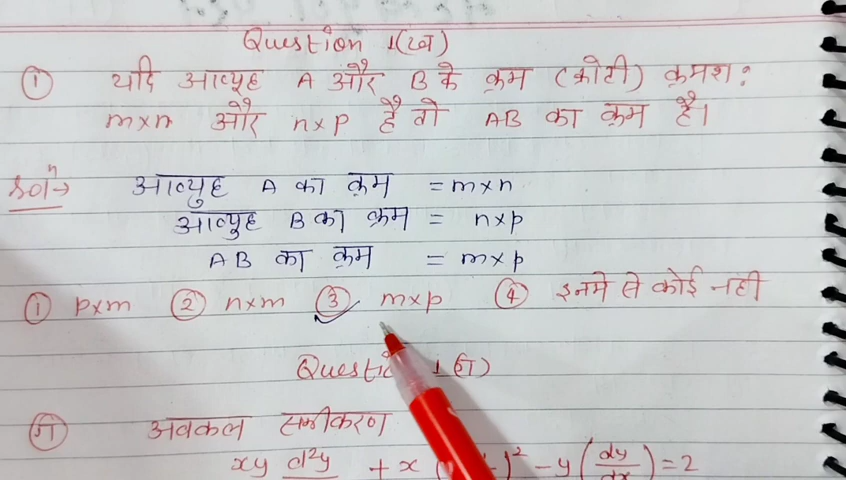 Question 1(ख)
① यदि आव्यूह A और B के क्रम (कोटी) क्रमश:
m×n और n×p है तो AB का क्रम है।
Solⁿ→ आव्युह A का क्रम = m×n
आव्युह B का क्रम = n×p
AB का क्रम = m×p
① p×m ② n×m ③ m×p ④ इनमे से कोई नही
Question 1(ग)
ग अवकल समीकरण
xy d²y + x ( )² - y (dy/dx) = 2